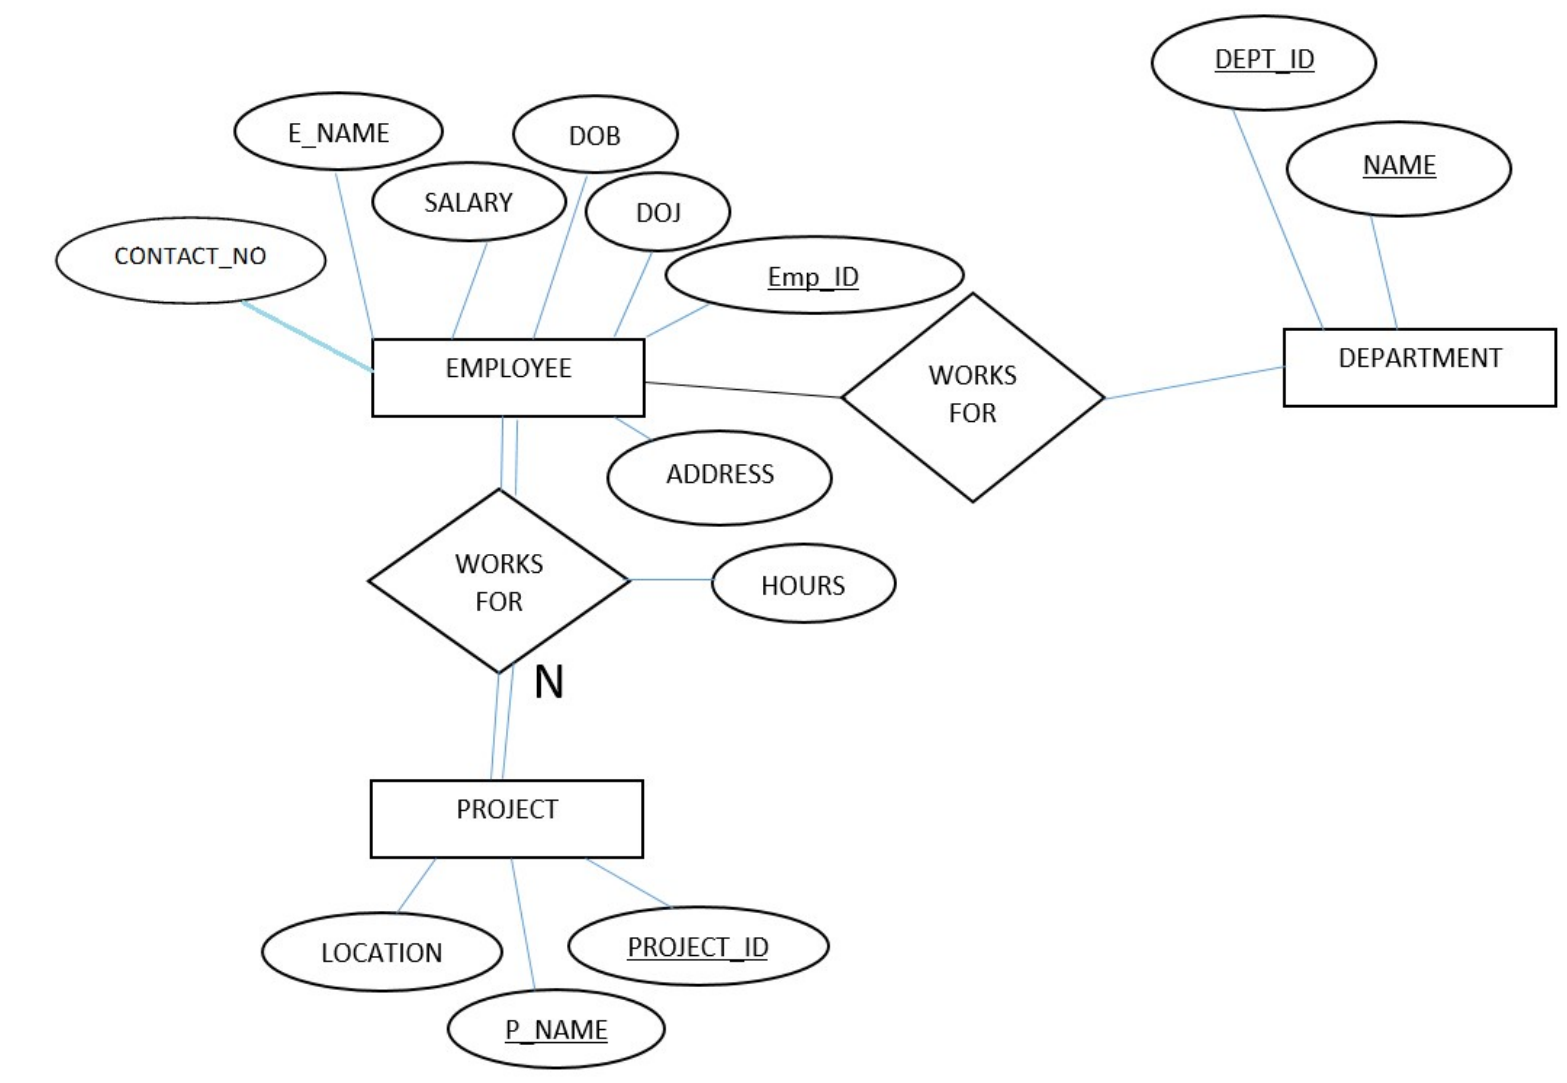 DEPT_ID
E_NAME
DOB
NAME
SALARY
DOJ
CONTACT_NO
Emp_ID
EMPLOYEE
WORKS
FOR
DEPARTMENT
ADDRESS
WORKS
FOR
HOURS
N
PROJECT
LOCATION
PROJECT_ID
P_NAME